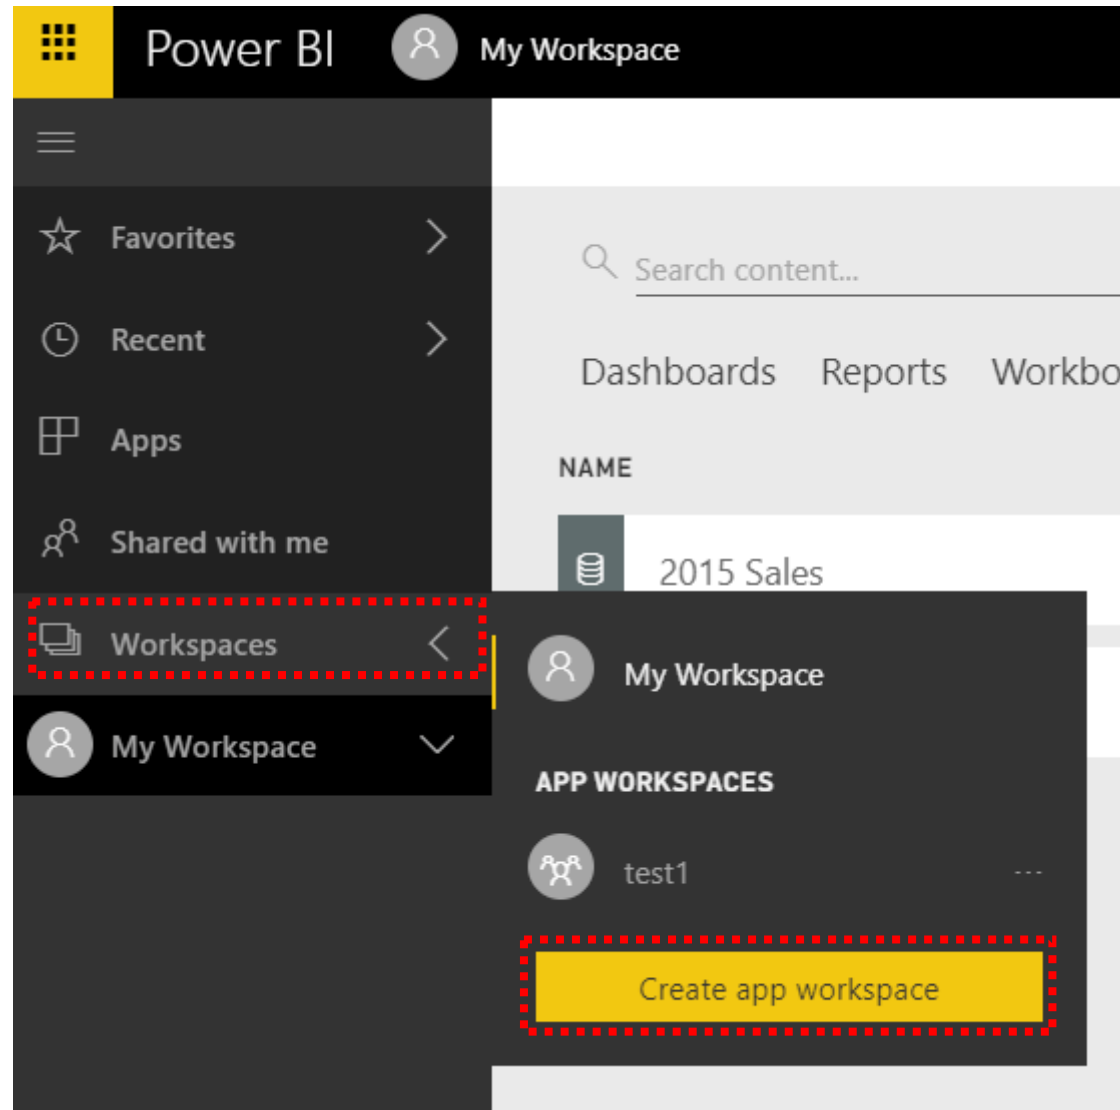 Power BI
My Workspace
Favorites
Recent
Apps
Shared with me
Workspaces
My Workspace
Search content...
Dashboards Reports Workbo
NAME
2015 Sales
My Workspace
APP WORKSPACES
test1
Create app workspace